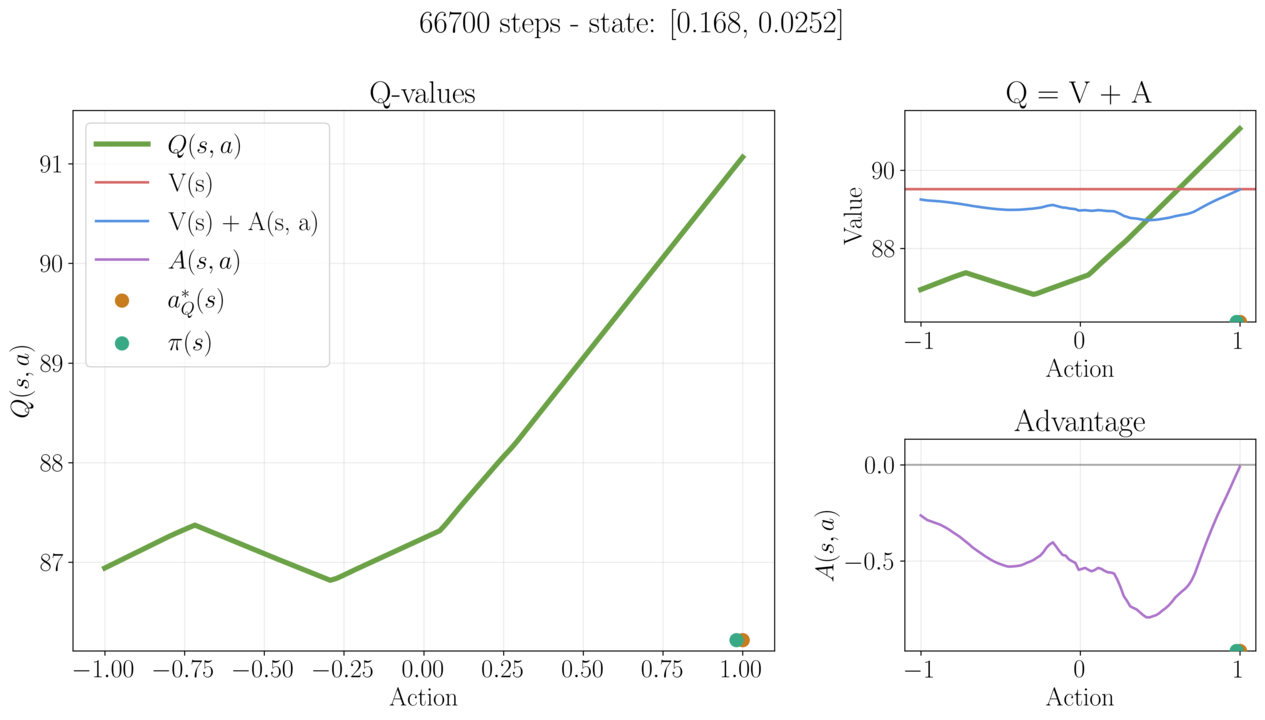 66700 steps - state: [0.168, 0.0252]
Q-values
Q(s, a)
V(s)
V(s) + A(s, a)
A(s, a)
a*Q(s)
π(s)
Q(s, a)
91
90
89
88
87
−1.00 −0.75 −0.50 −0.25 0.00 0.25 0.50 0.75 1.00
Action
Q = V + A
Value
90
88
−1 0 1
Action
Advantage
A(s, a)
0.0
−0.5
−1 0 1
Action